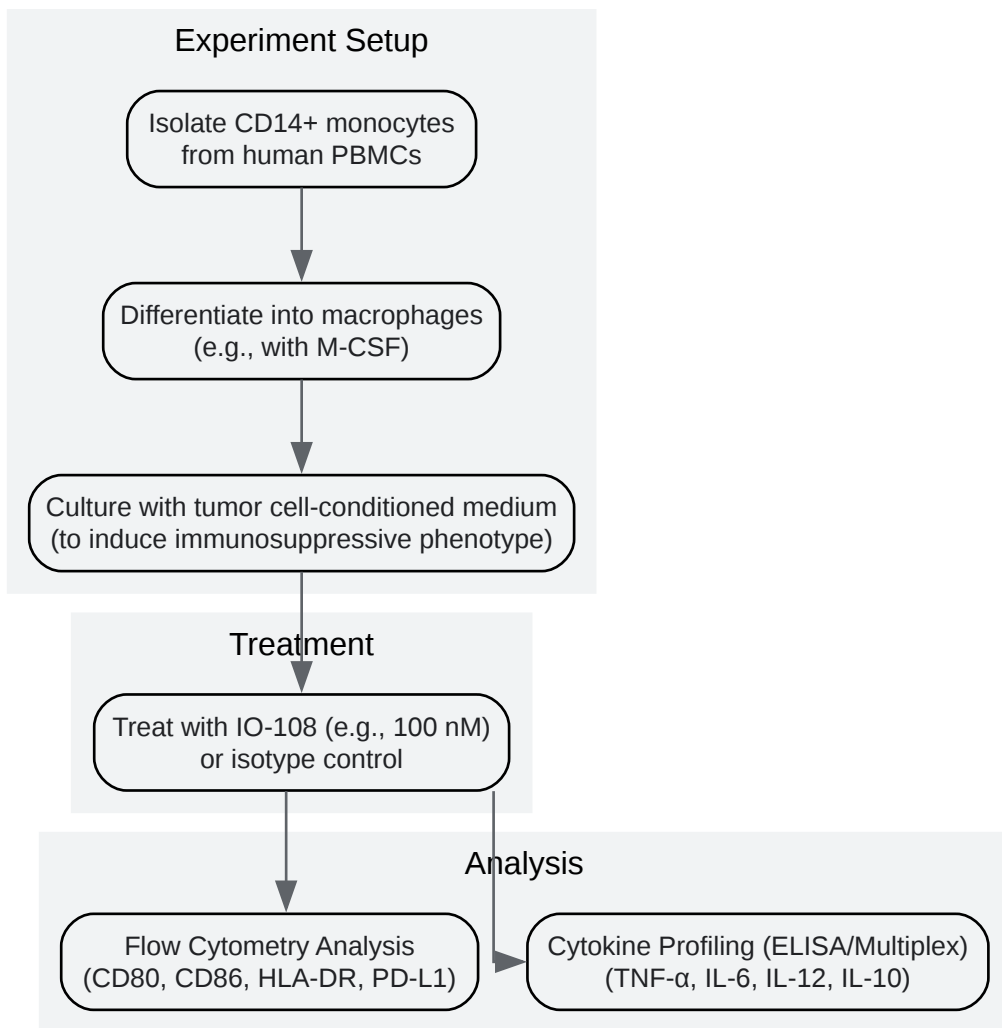 Experiment Setup
Isolate CD14+ monocytes
from human PBMCs
Differentiate into macrophages
(e.g., with M-CSF)
Culture with tumor cell-conditioned medium
(to induce immunosuppressive phenotype)
Treatment
Treat with IO-108 (e.g., 100 nM)
or isotype control
Analysis
Flow Cytometry Analysis
(CD80, CD86, HLA-DR, PD-L1)
Cytokine Profiling (ELISA/Multiplex)
(TNF-α, IL-6, IL-12, IL-10)